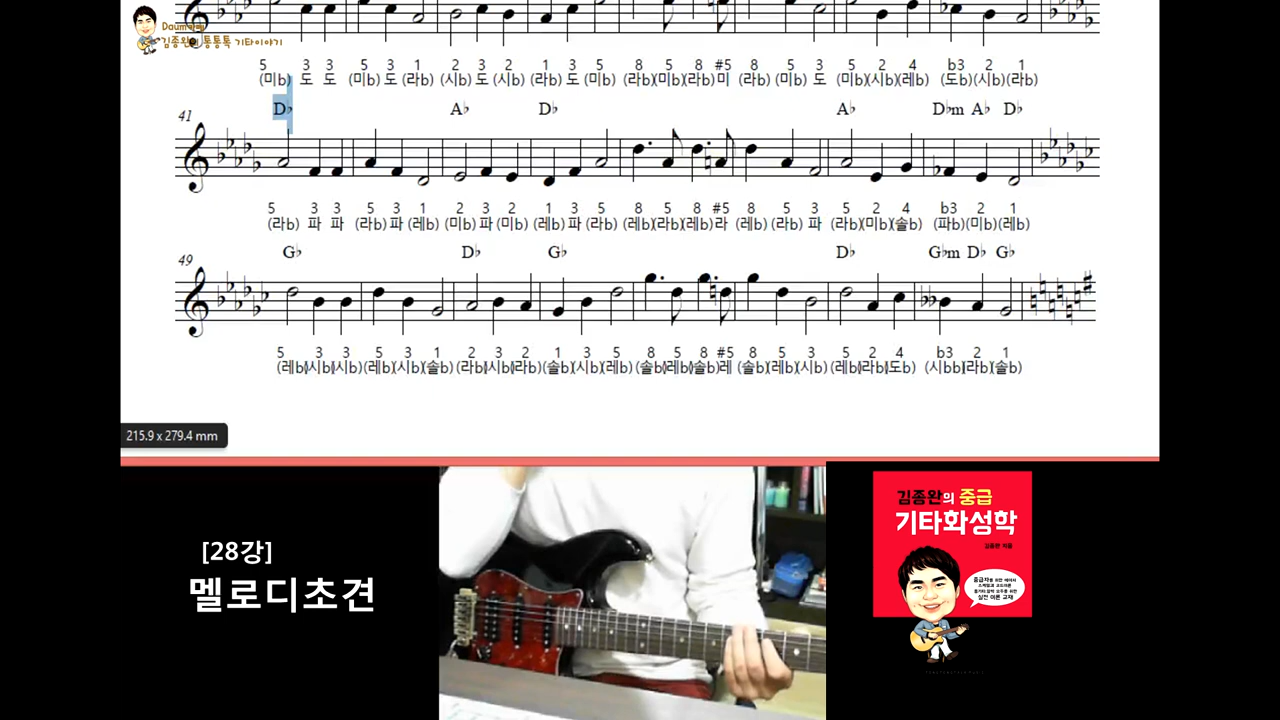 Daum카페
김종완의 통통톡 기타이야기
5 3 3 5 3 1 2 3 2 1 3 5 8 5 8 #5 8 5 3 5 2 4 b3 2 1
(미b) 도 도 (미b) 도 (라b) (시b) 도 (시b) (라b) 도 (미b) (라b)(미b)(라b) 미 (라b) (미b) 도 (미b)(시b)(레b) (도b)(시b)(라b)
D♭ A♭ D♭ A♭ D♭m A♭ D♭
41
5 3 3 5 3 1 2 3 2 1 3 5 8 5 8 #5 8 5 3 5 2 4 b3 2 1
(라b) 파 파 (라b) 파 (레b) (미b) 파 (미b) (레b) 파 (라b) (레b)(라b)(레b) 라 (레b) (라b) 파 (라b)(미b)(솔b) (파b)(미b)(레b)
G♭ D♭ G♭ D♭ G♭m D♭ G♭
49
5 3 3 5 3 1 2 3 2 1 3 5 8 5 8 #5 8 5 3 5 2 4 b3 2 1
(레b)(시b)(시b) (레b)(시b)(솔b) (라b)(시b)(라b) (솔b)(시b)(레b) (솔b)(레b)(솔b) 레 (솔b)(레b)(시b) (레b)(라b)(도b) (시bb)(라b)(솔b)
215.9 x 279.4 mm
[28강]
멜로디초견
김종완의 중급
기타화성학
김종완 지음